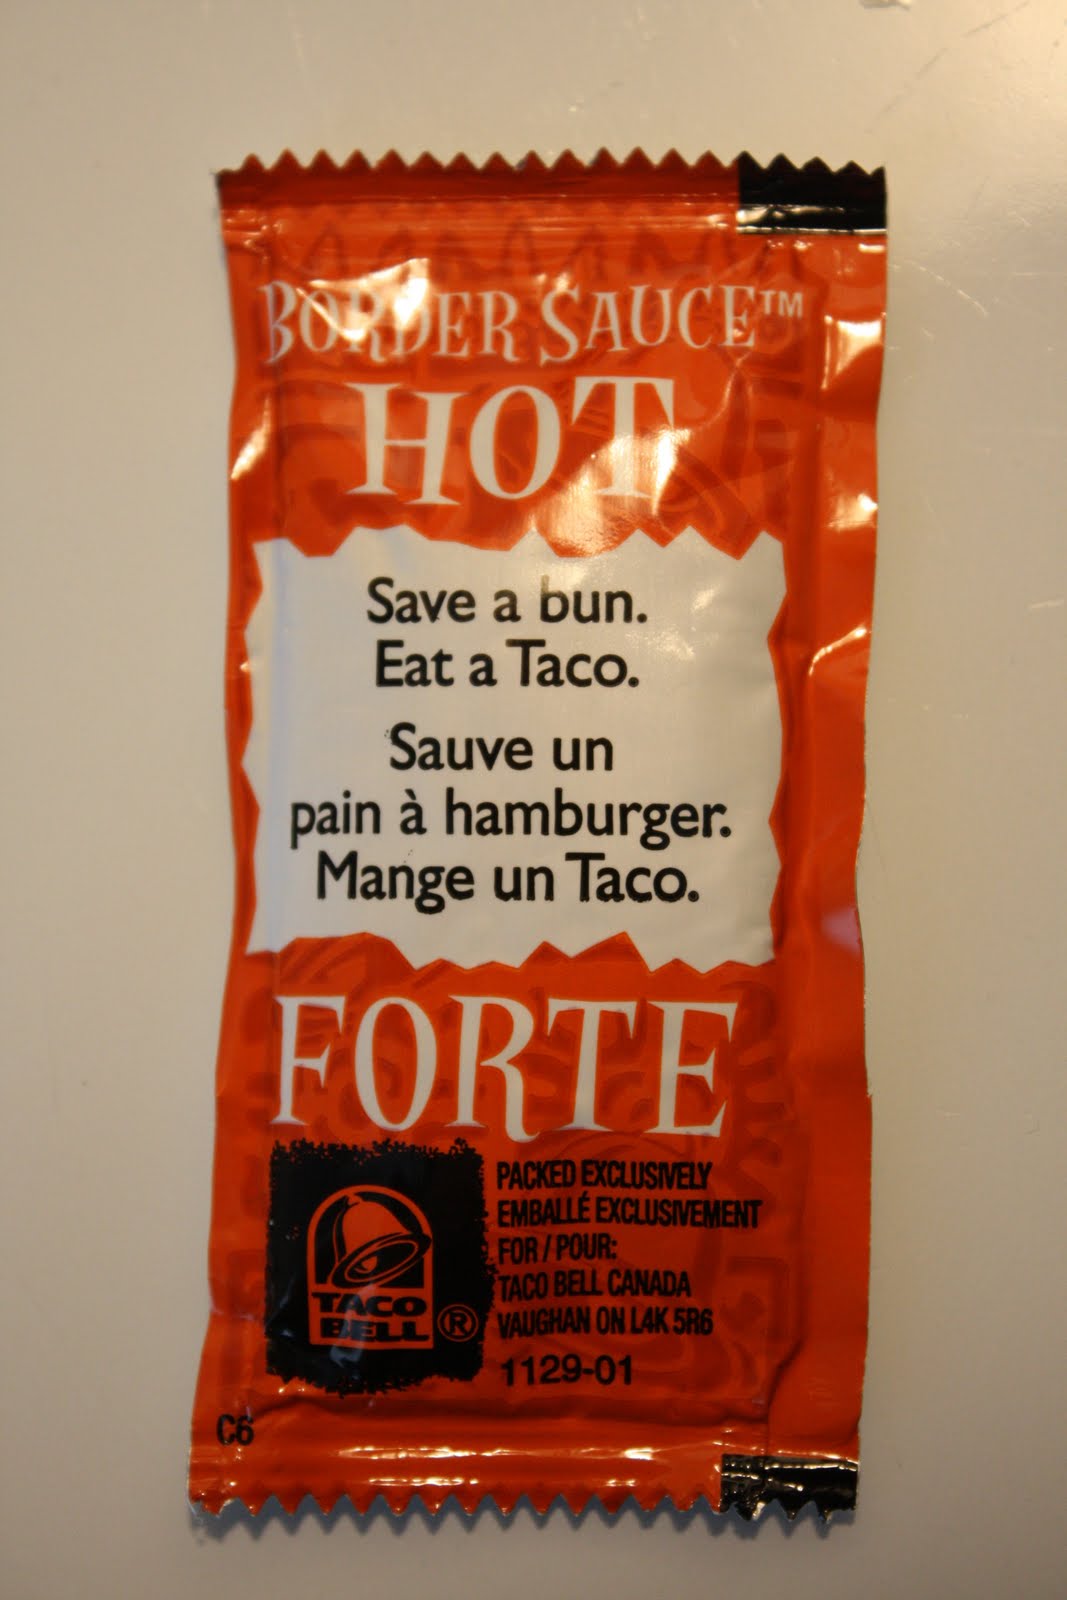 BORDER SAUCE™
HOT
Save a bun.
Eat a Taco.
Sauve un
pain à hamburger.
Mange un Taco.
FORTE
PACKED EXCLUSIVELY
EMBALLÉ EXCLUSIVEMENT
FOR / POUR:
TACO BELL CANADA
VAUGHAN ON L4K 5R6
1129-01
TACO
BELL®
C6